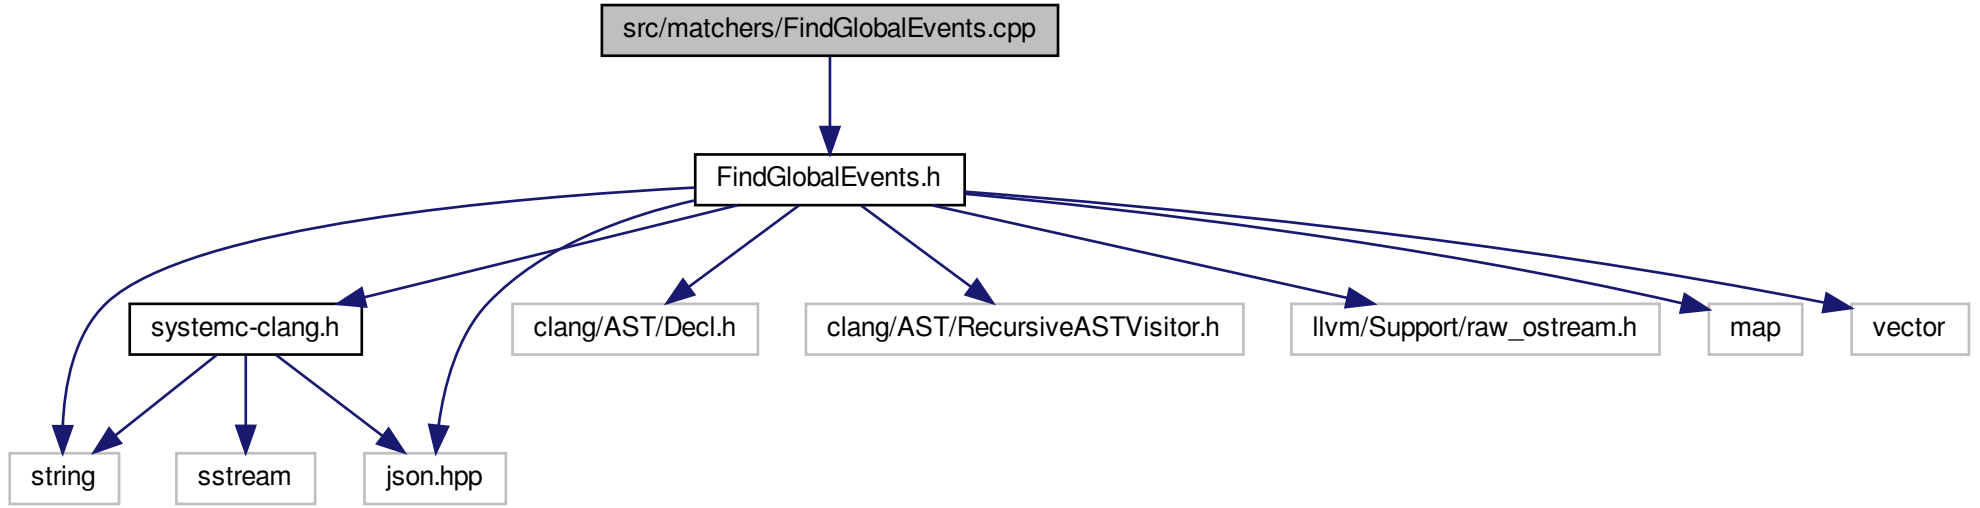 src/matchers/FindGlobalEvents.cpp
FindGlobalEvents.h
systemc-clang.h
clang/AST/Decl.h
clang/AST/RecursiveASTVisitor.h
llvm/Support/raw_ostream.h
map
vector
string
sstream
json.hpp